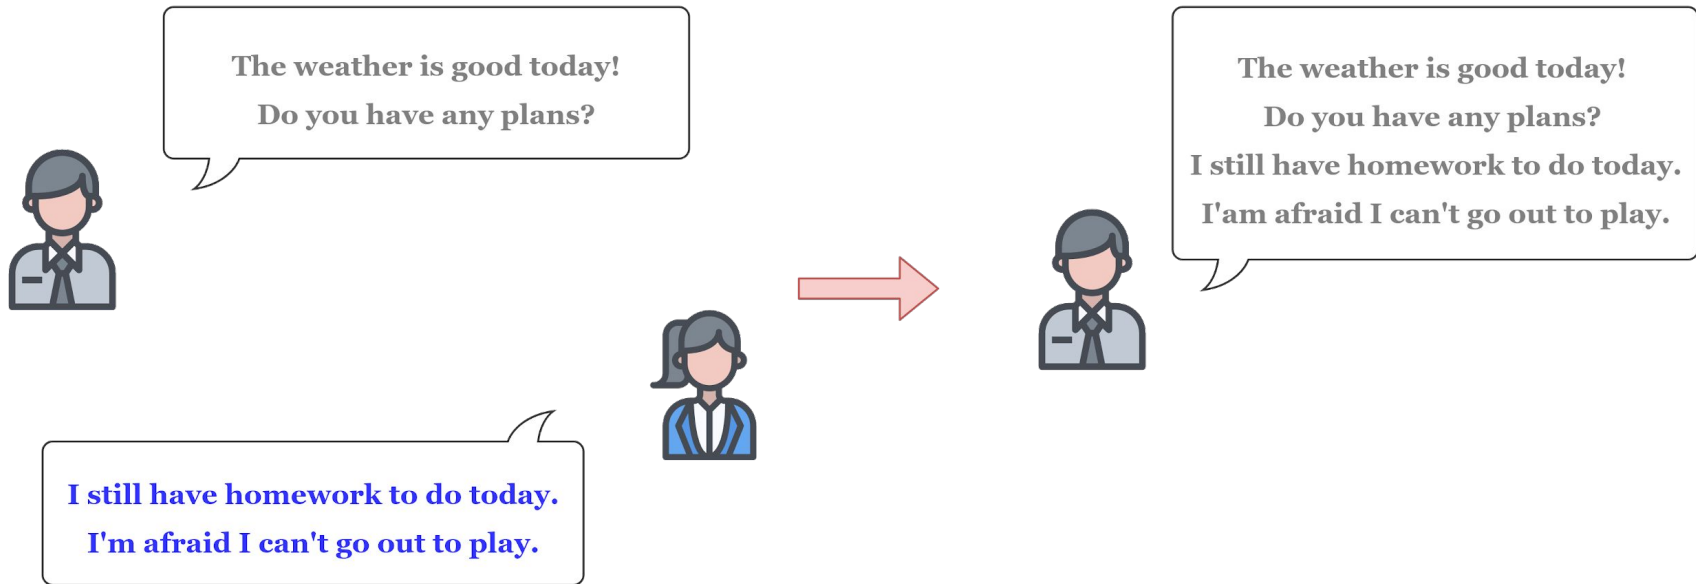 The weather is good today!
Do you have any plans?
I still have homework to do today.
I'm afraid I can't go out to play.
The weather is good today!
Do you have any plans?
I still have homework to do today.
I'am afraid I can't go out to play.